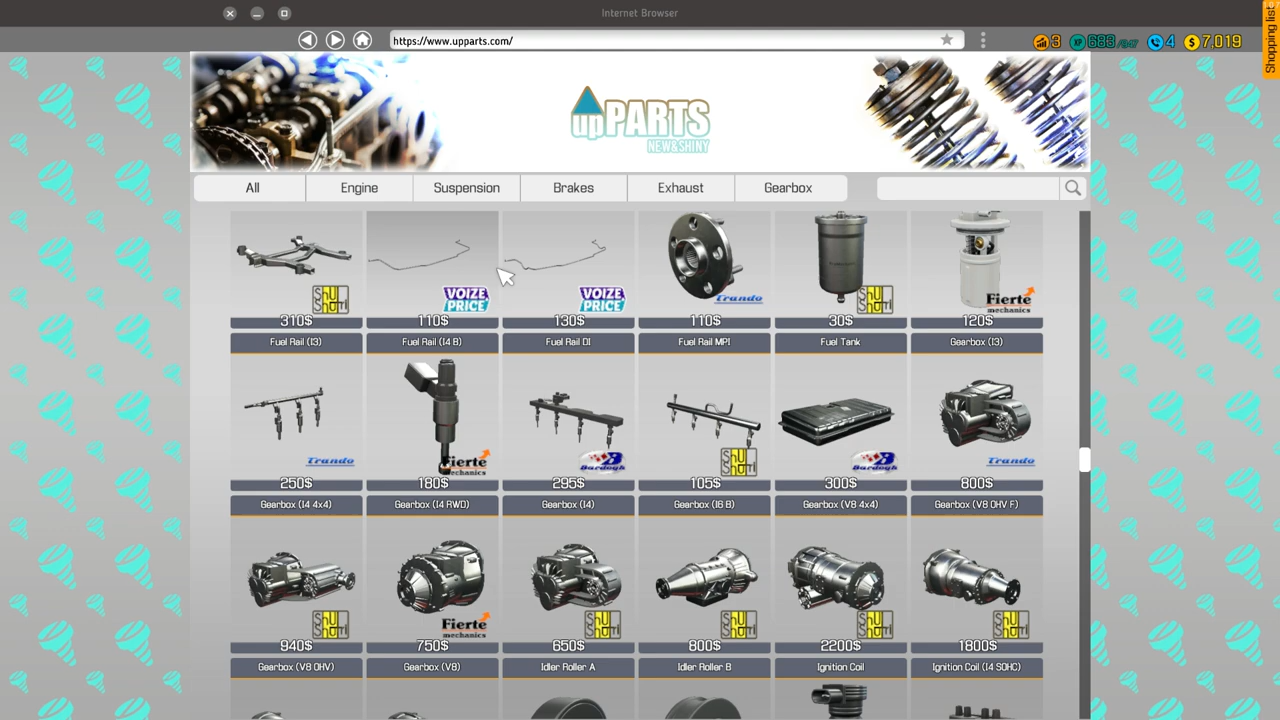 Internet Browser
https://www.upparts.com/
3 XP 683/847 4 $ 7,019
Shopping list
upPARTS
NEW&SHINY
All Engine Suspension Brakes Exhaust Gearbox
VOIZE PRICE VOIZE PRICE Trando Fierte mechanics
310$ 110$ 130$ 110$ 30$ 120$
Fuel Rail (I3) Fuel Rail (I4 B) Fuel Rail DI Fuel Rail MPI Fuel Tank Gearbox (I3)
Trando Fierte mechanics Bardogh Bardogh Trando
250$ 180$ 295$ 105$ 300$ 800$
Gearbox (I4 4x4) Gearbox (I4 RWD) Gearbox (I4) Gearbox (I6 B) Gearbox (V8 4x4) Gearbox (V8 OHV F)
Fierte mechanics
940$ 750$ 650$ 800$ 2200$ 1800$
Gearbox (V8 OHV) Gearbox (V8) Idler Roller A Idler Roller B Ignition Coil Ignition Coil (I4 SOHC)